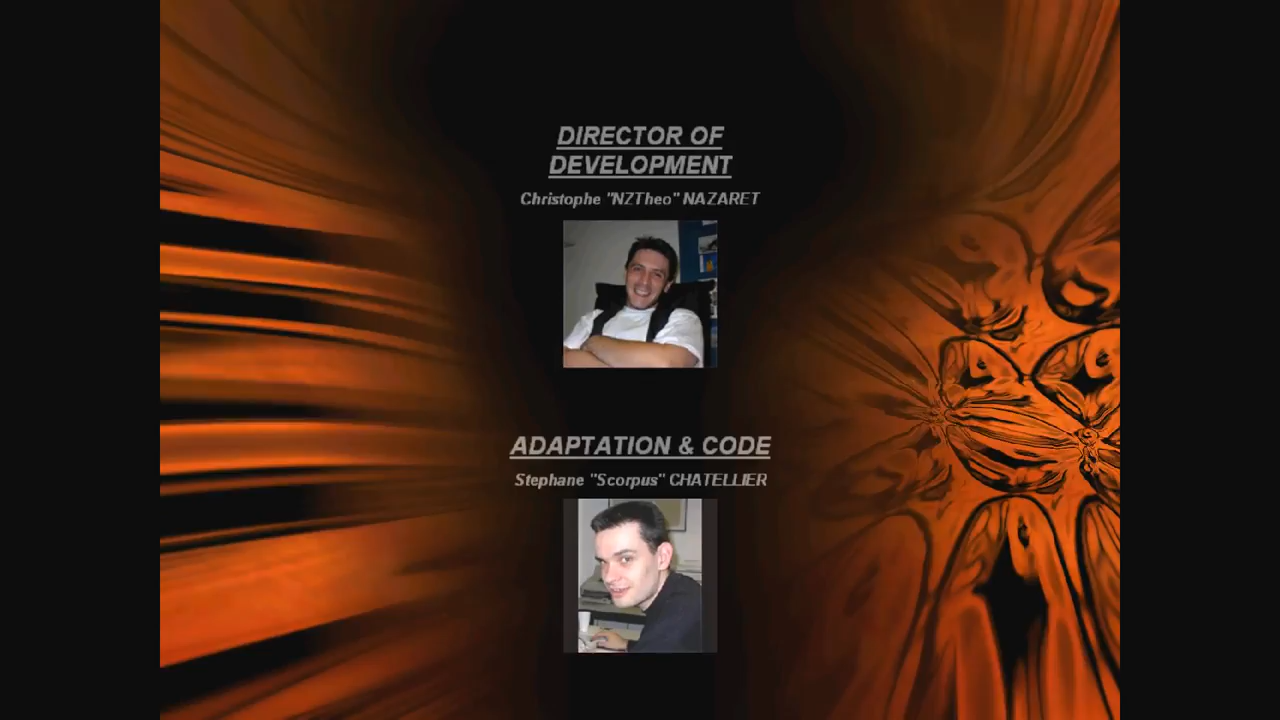 DIRECTOR OF
DEVELOPMENT
Christophe "NZTheo" NAZARET
ADAPTATION & CODE
Stephane "Scorpus" CHATELLIER